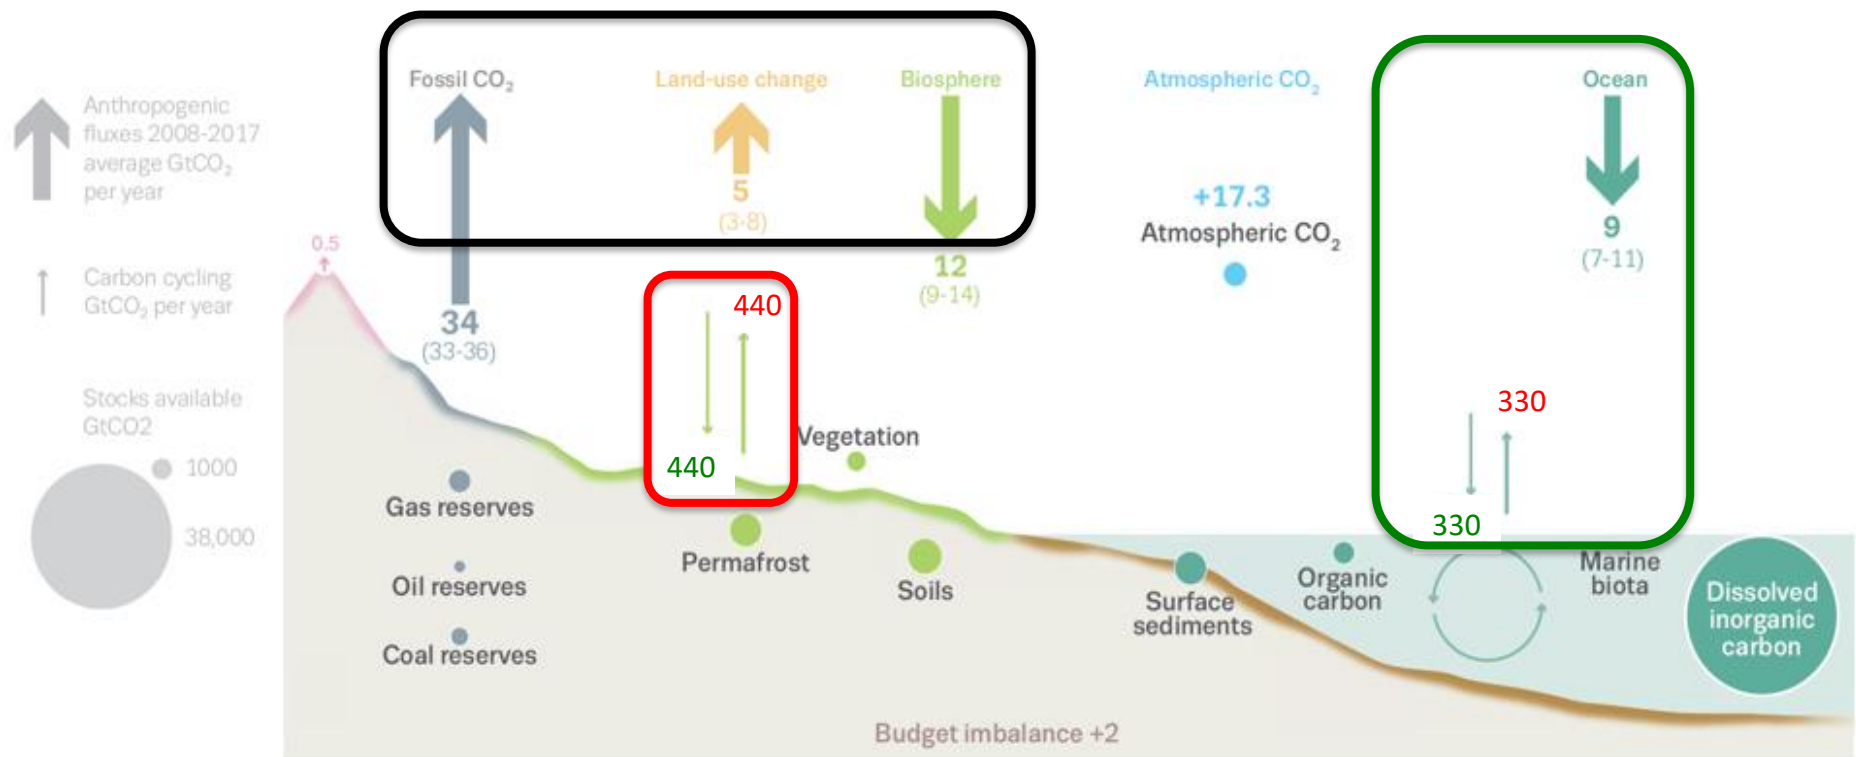 Anthropogenic
fluxes 2008-2017
average GtCO₂
per year
Carbon cycling
GtCO₂ per year
Stocks available
GtCO2
1000
38,000
0.5
Fossil CO₂
34
(33-36)
Land-use change
5
(3-8)
Biosphere
12
(9-14)
Atmospheric CO₂
+17.3
Atmospheric CO₂
Ocean
9
(7-11)
440
440
330
330
Vegetation
Gas reserves
Oil reserves
Coal reserves
Permafrost
Soils
Surface
sediments
Organic
carbon
Marine
biota
Dissolved
inorganic
carbon
Budget imbalance +2